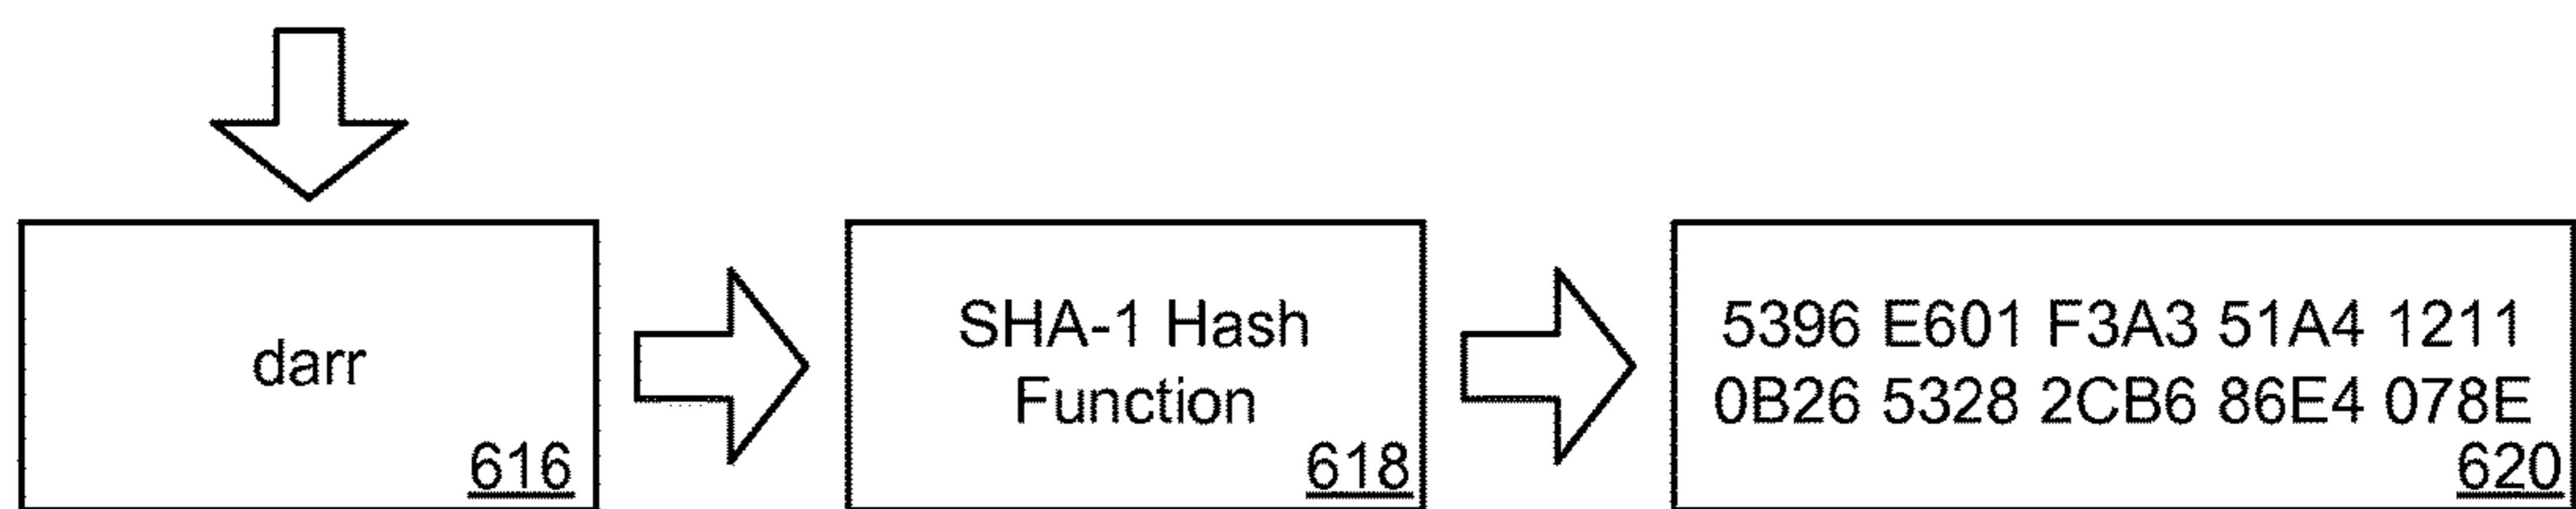 darr
616
SHA-1 Hash
Function
618
5396 E601 F3A3 51A4 1211
0B26 5328 2CB6 86E4 078E
620